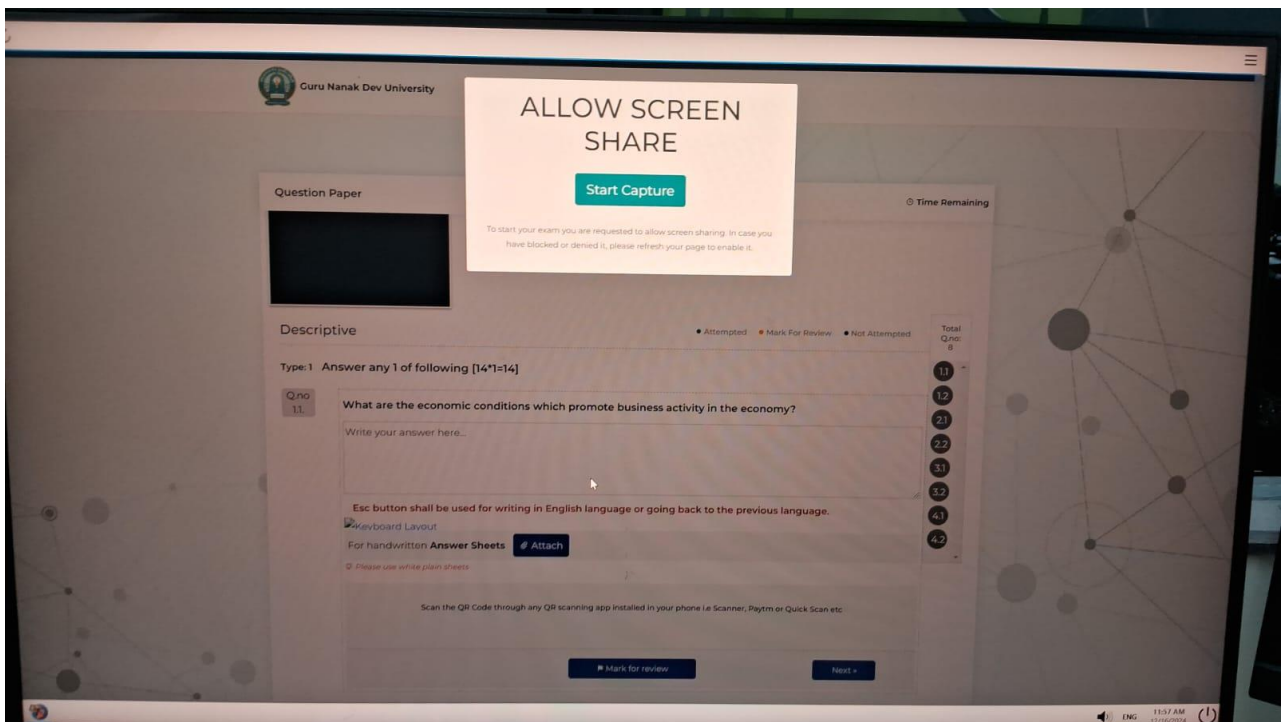 Guru Nanak Dev University
ALLOW SCREEN
SHARE
Start Capture
To start your exam you are requested to allow screen sharing. In case you
have blocked or denied it, please refresh your page to enable it.
Question Paper
Time Remaining
Descriptive
Attempted
Mark For Review
Not Attempted
Total
Q.no:
8
Type: 1 Answer any 1 of following [14*1=14]
Q.no
1.1.
What are the economic conditions which promote business activity in the economy?
Write your answer here...
1.1
1.2
2.1
2.2
3.1
3.2
4.1
4.2
Esc button shall be used for writing in English language or going back to the previous language.
Keyboard Layout
For handwritten Answer Sheets
Attach
Please use white plain sheets
Scan the QR Code through any QR scanning app installed in your phone i.e Scanner, Paytm or Quick Scan etc
Mark for review
Next »
ENG
11:57 AM